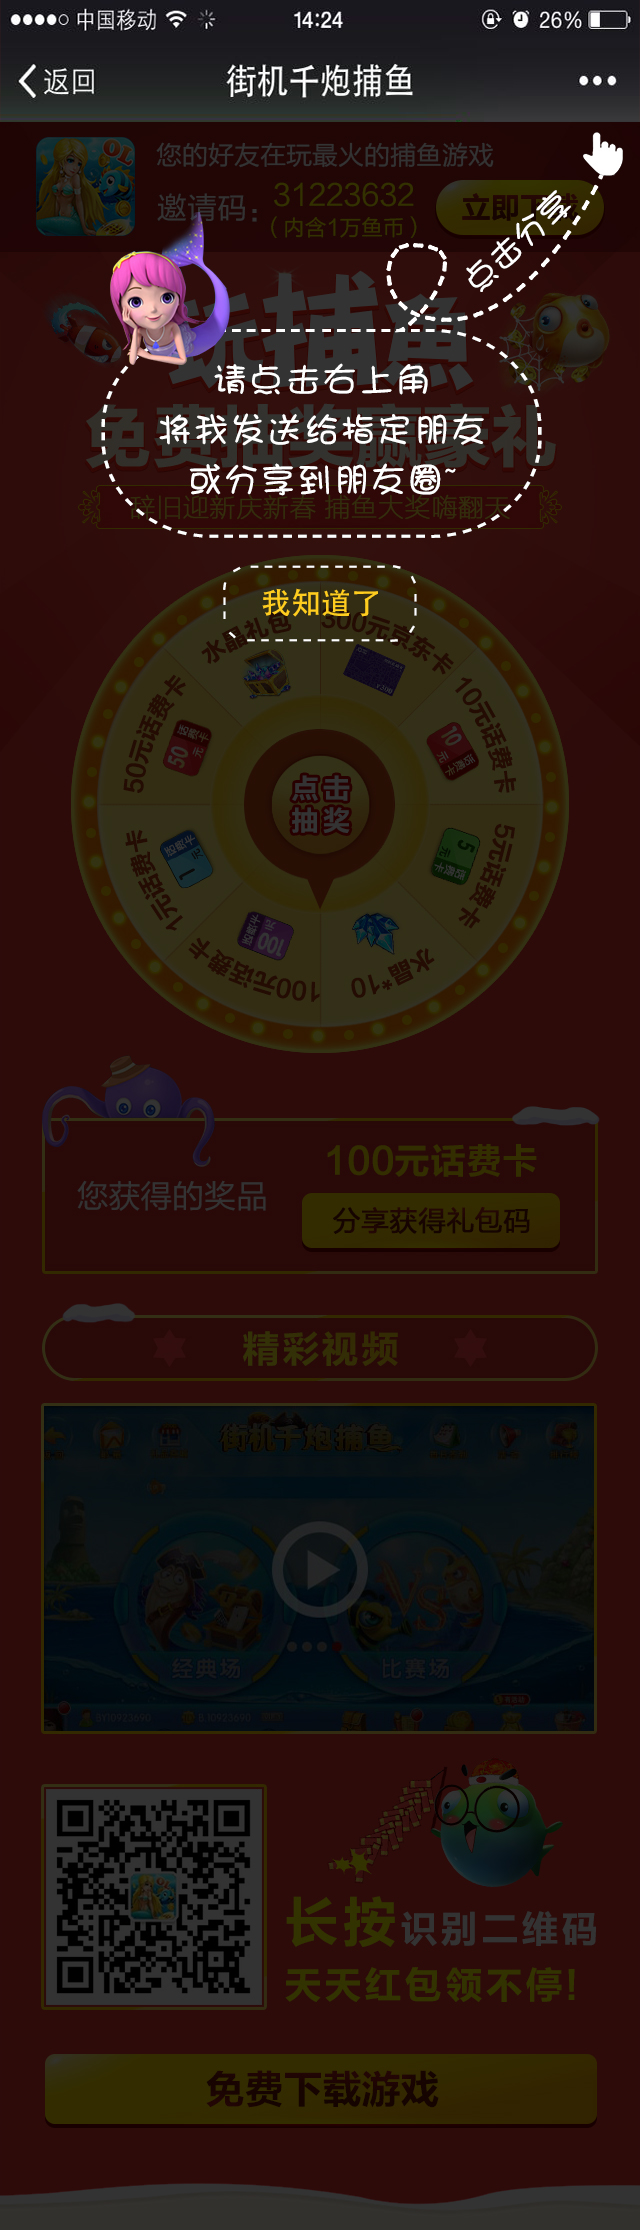 中国移动
14:24
26%
返回
街机千炮捕鱼
OL
您的好友在玩最火的捕鱼游戏
邀请码：31223632
（内含1万鱼币）
立即下载
点击分享
玩捕鱼
请点击右上角
免费抽奖赢豪礼
将我发送给指定朋友
或分享到朋友圈~
辞旧迎新庆新春 捕鱼大奖嗨翻天
我知道了
水晶礼包
500元京东卡
50元话费卡
10元话费卡
点击
抽奖
1元话费卡
5元话费卡
100元话费卡
水晶*10
100元话费卡
您获得的奖品
分享获得礼包码
精彩视频
街机千炮捕鱼
VS
经典场
比赛场
长按识别二维码
天天红包领不停!
免费下载游戏